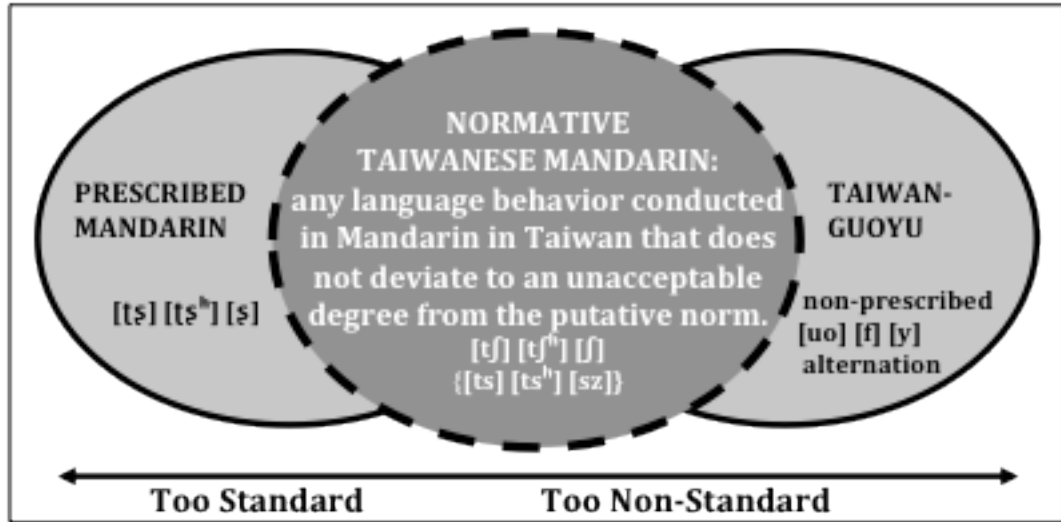 NORMATIVE
TAIWANESE MANDARIN:
any language behavior conducted
in Mandarin in Taiwan that does
not deviate to an unacceptable
degree from the putative norm.
[tʃ] [tʃʰ] [ʃ]
{[ts] [tsʰ] [sz]}
PRESCRIBED
MANDARIN
[tʂ] [tʂʰ] [ʂ]
TAIWAN-
GUOYU
non-prescribed
[uo] [f] [y]
alternation
Too Standard
Too Non-Standard